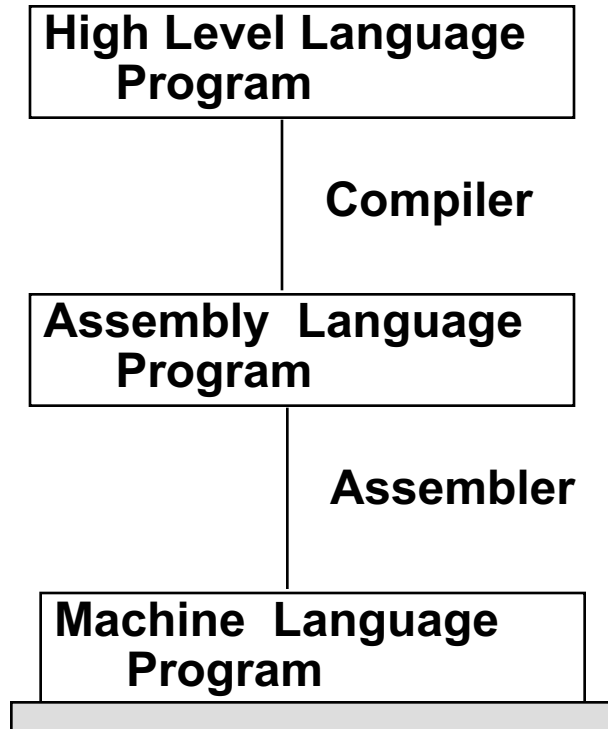 High Level Language
Program
Compiler
Assembly Language
Program
Assembler
Machine Language
Program